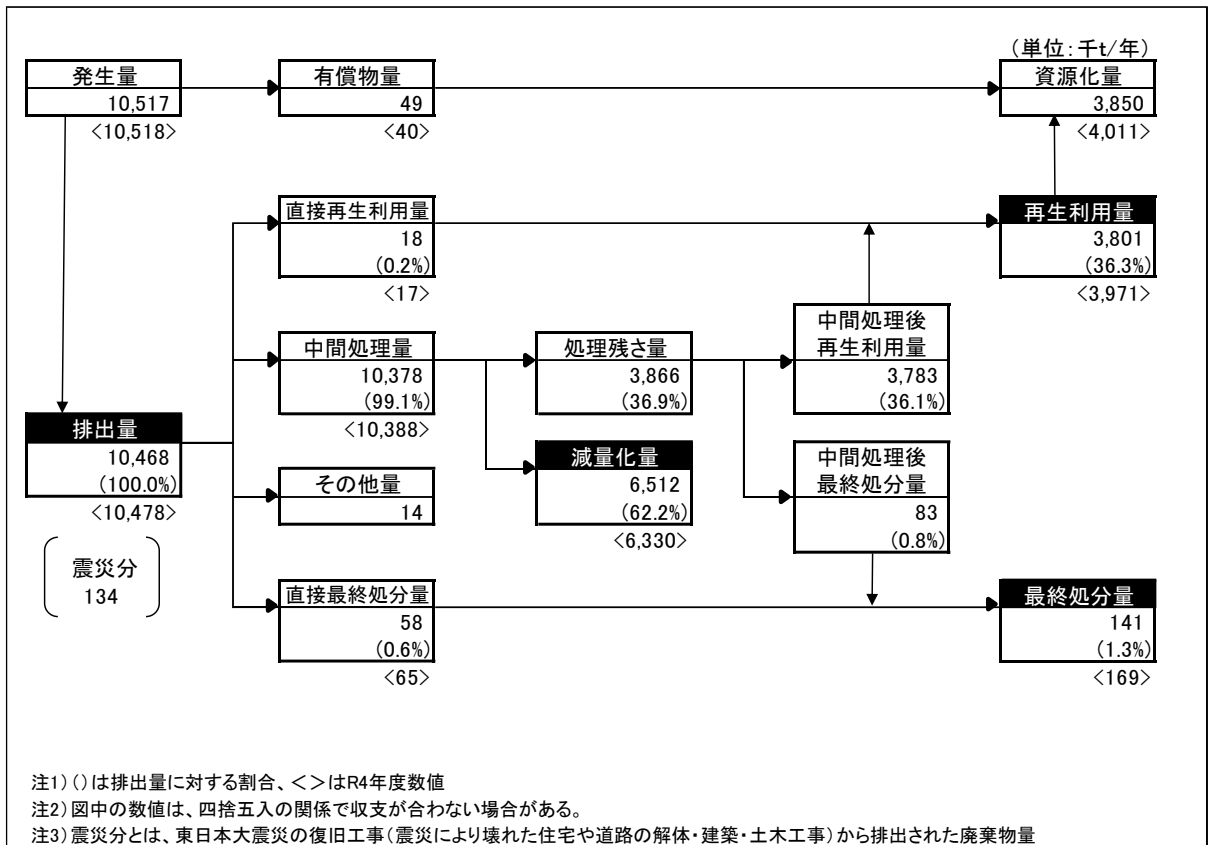 (単位:千t/年)
発生量
10,517
<10,518>
有償物量
49
<40>
資源化量
3,850
<4,011>
直接再生利用量
18
(0.2%)
<17>
再生利用量
3,801
(36.3%)
<3,971>
中間処理量
10,378
(99.1%)
<10,388>
処理残さ量
3,866
(36.9%)
中間処理後
再生利用量
3,783
(36.1%)
排出量
10,468
(100.0%)
<10,478>
震災分
134
その他量
14
減量化量
6,512
(62.2%)
<6,330>
中間処理後
最終処分量
83
(0.8%)
直接最終処分量
58
(0.6%)
<65>
最終処分量
141
(1.3%)
<169>
注1)()は排出量に対する割合、<>はR4年度数値
注2)図中の数値は、四捨五入の関係で収支が合わない場合がある。
注3)震災分とは、東日本大震災の復旧工事(震災により壊れた住宅や道路の解体・建築・土木工事)から排出された廃棄物量